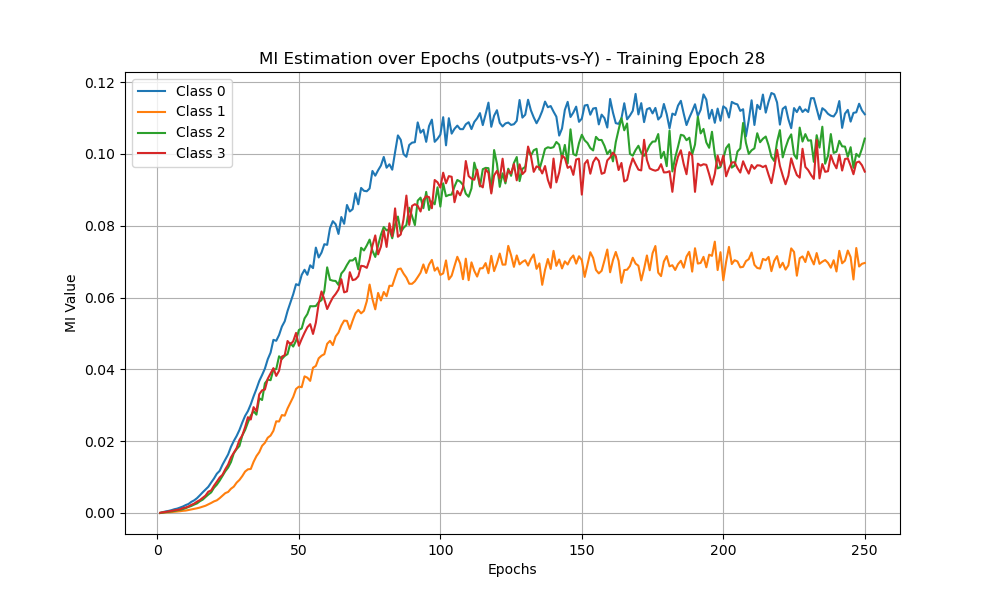 MI Estimation over Epochs (outputs-vs-Y) - Training Epoch 28
Class 0
Class 1
Class 2
Class 3
MI Value
0.12
0.10
0.08
0.06
0.04
0.02
0.00
0 50 100 150 200 250
Epochs